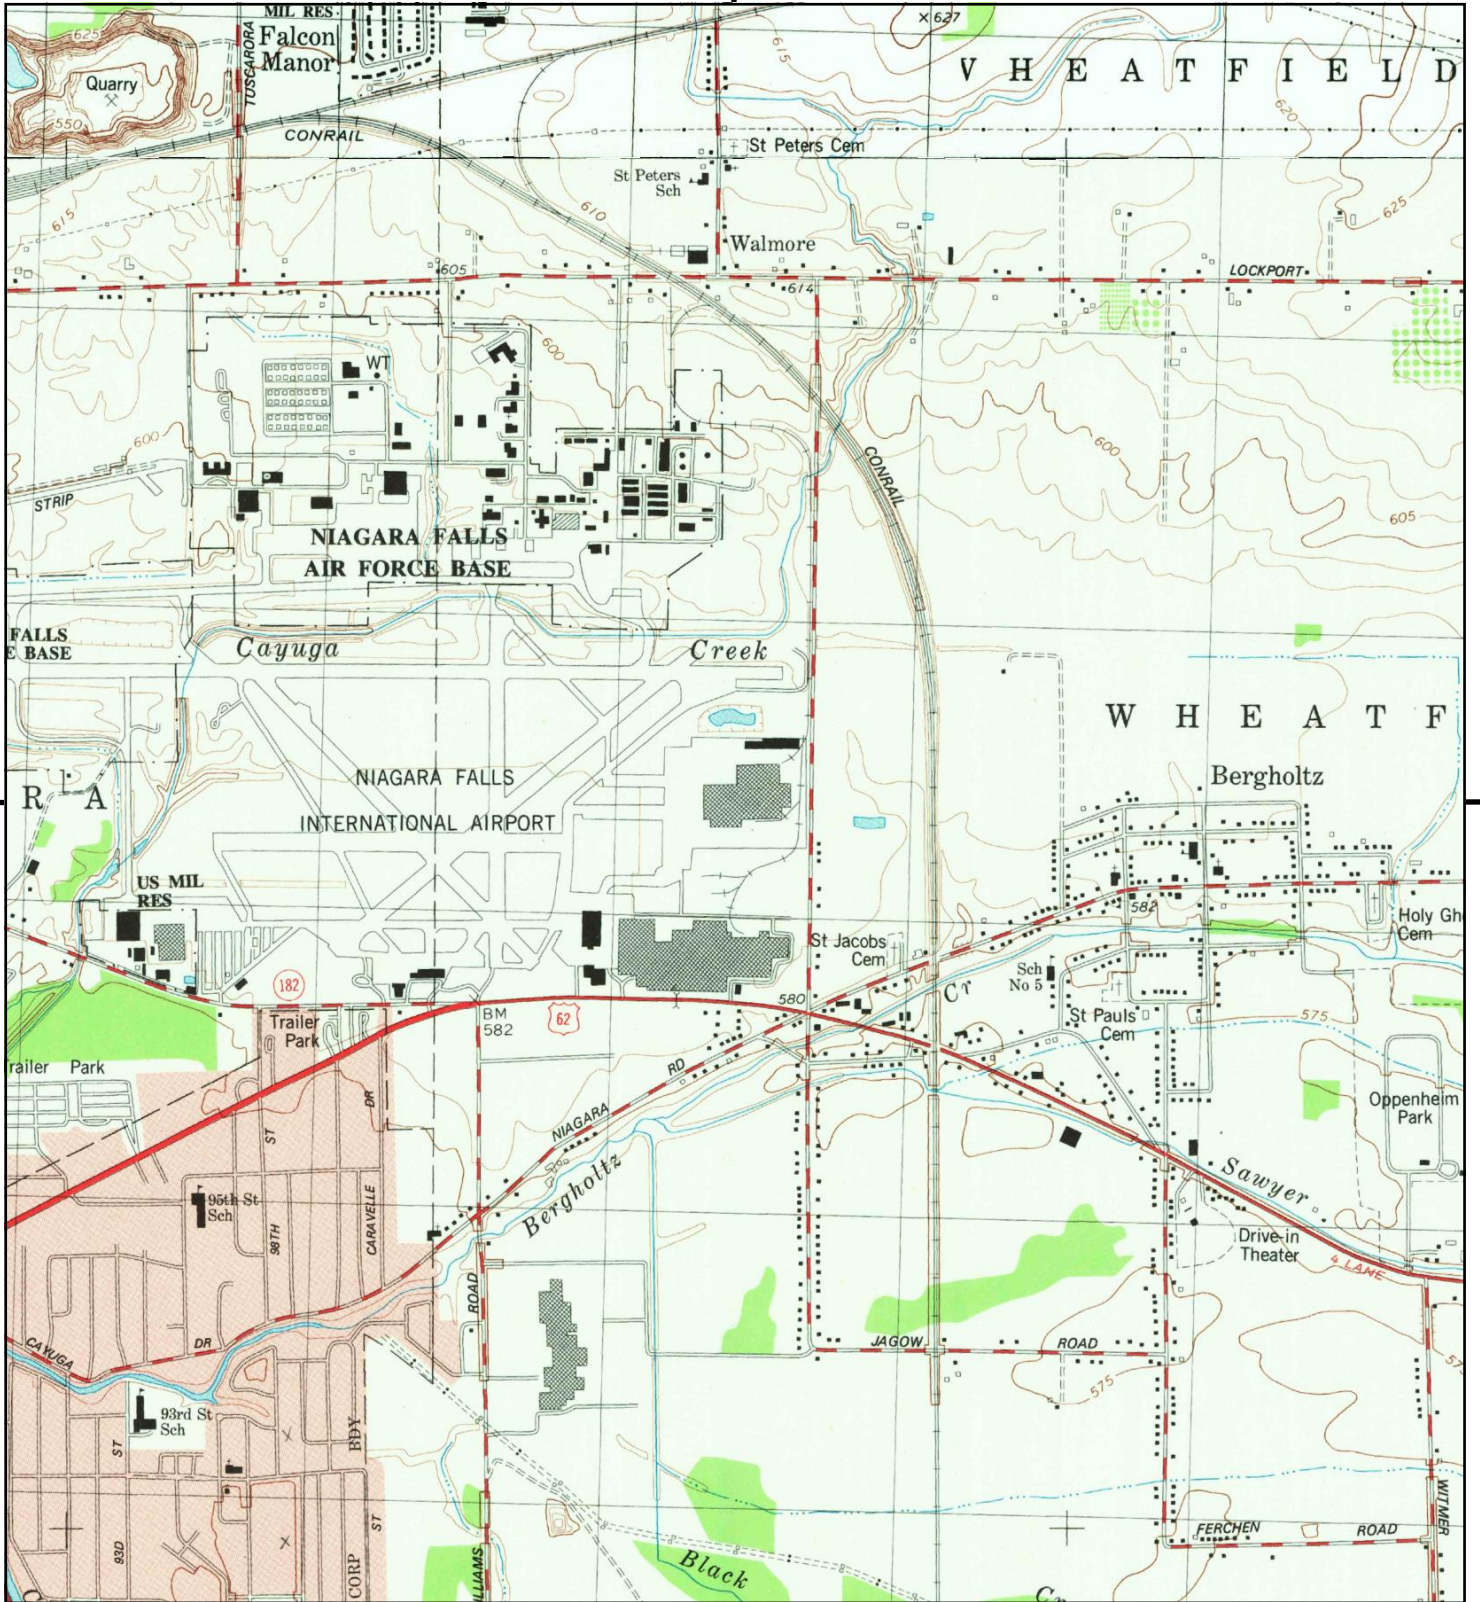 MIL RES
Falcon
Manor
TUSCARORA
625
Quarry
550
CONRAIL
615
627
VHEATFIELD
St Peters Cem
St Peters
Sch
620
615
610
625
Walmore
605
LOCKPORT
614
600
WT
600
600
STRIP
CONRAIL
605
NIAGARA FALLS
AIR FORCE BASE
FALLS
E BASE
Cayuga
Creek
WHEATF
Bergholtz
NIAGARA FALLS
INTERNATIONAL AIRPORT
R A
US MIL
RES
582
Holy Gh
Cem
St Jacobs
Cem
Sch
No 5
Cr
182
580
BM
582
62
St Pauls
Cem
575
Trailer
Park
railer Park
RD
DR
NIAGARA
ST
Oppenheim
Park
Bergholtz
Sawyer
95th St
Sch
98TH
CARAVELLE
Drive-in
Theater
4 LANE
ROAD
CAYUGA
DR
JAGOW
ROAD
575
57
93rd St
Sch
BDY
ST
ST
93D
CORP
ILLIAMS
WITMER
FERCHEN
ROAD
Black
Cr
C